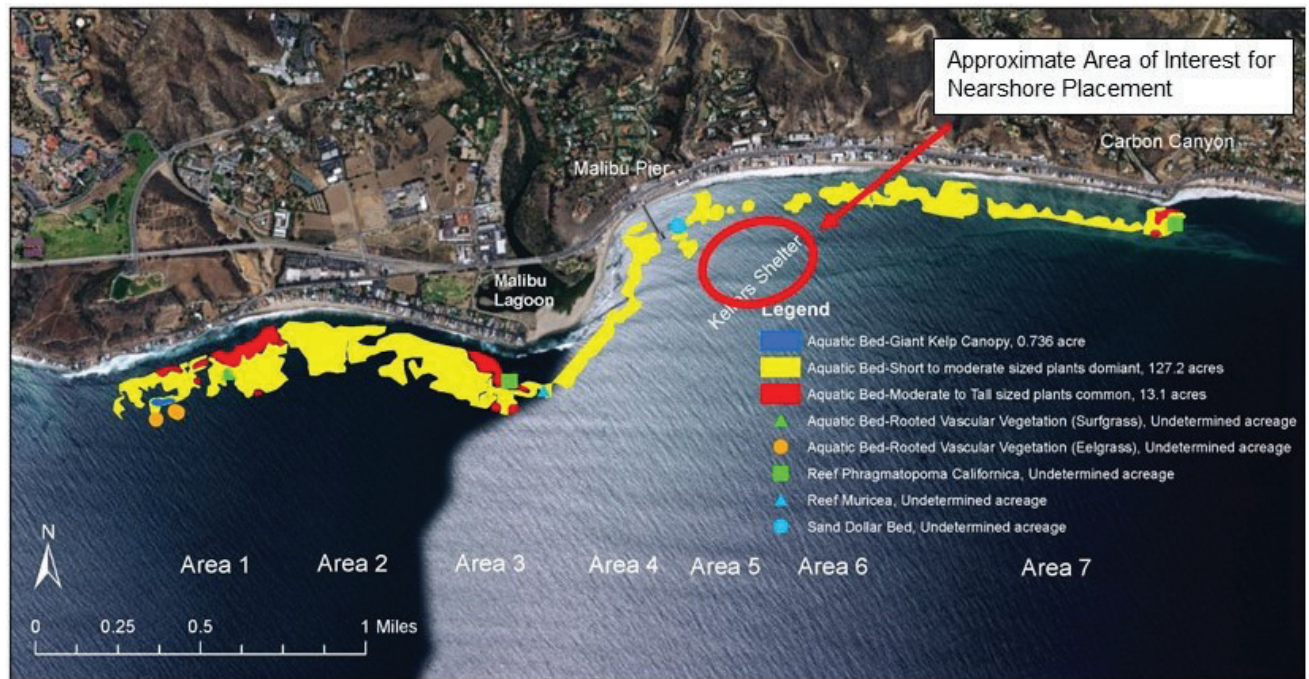 Approximate Area of Interest for
Nearshore Placement
Carbon Canyon
Malibu Pier
Malibu
Lagoon
Kellers Shelter
Legend
Aquatic Bed-Giant Kelp Canopy, 0.736 acre
Aquatic Bed-Short to moderate sized plants domiant, 127.2 acres
Aquatic Bed-Moderate to Tall sized plants common, 13.1 acres
Aquatic Bed-Rooted Vascular Vegetation (Surfgrass), Undetermined acreage
Aquatic Bed-Rooted Vascular Vegetation (Eelgrass), Undetermined acreage
Reef Phragmatopoma Californica, Undetermined acreage
Reef Muricea, Undetermined acreage
Sand Dollar Bed, Undetermined acreage
N
Area 1 Area 2 Area 3 Area 4 Area 5 Area 6 Area 7
0 0.25 0.5 1 Miles